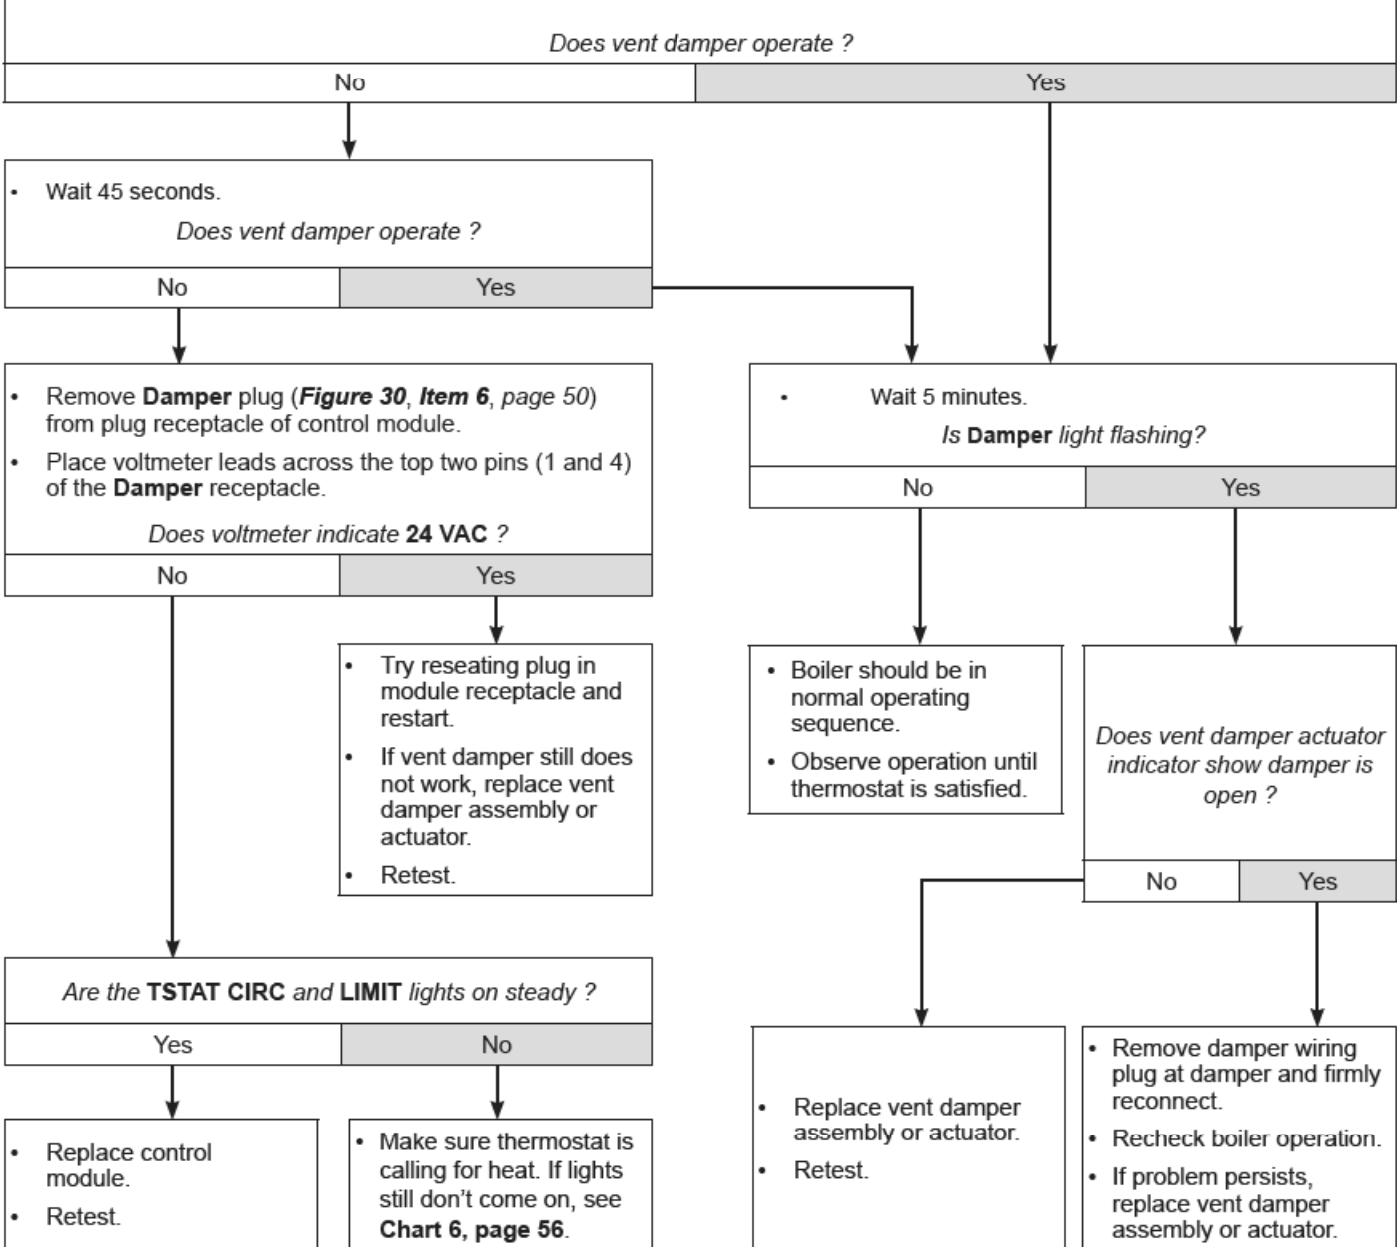 Does vent damper operate ?
No
Yes
• Wait 45 seconds.
Does vent damper operate ?
No
Yes
• Remove Damper plug (Figure 30, Item 6, page 50)
from plug receptacle of control module.
• Place voltmeter leads across the top two pins (1 and 4)
of the Damper receptacle.
Does voltmeter indicate 24 VAC ?
No
Yes
• Wait 5 minutes.
Is Damper light flashing?
No
Yes
• Try reseating plug in
module receptacle and
restart.
• If vent damper still does
not work, replace vent
damper assembly or
actuator.
• Retest.
• Boiler should be in
normal operating
sequence.
• Observe operation until
thermostat is satisfied.
Does vent damper actuator
indicator show damper is
open ?
No
Yes
Are the TSTAT CIRC and LIMIT lights on steady ?
Yes
No
• Replace control
module.
• Retest.
• Make sure thermostat is
calling for heat. If lights
still don't come on, see
Chart 6, page 56.
• Replace vent damper
assembly or actuator.
• Retest.
• Remove damper wiring
plug at damper and firmly
reconnect.
• Recheck boiler operation.
• If problem persists,
replace vent damper
assembly or actuator.